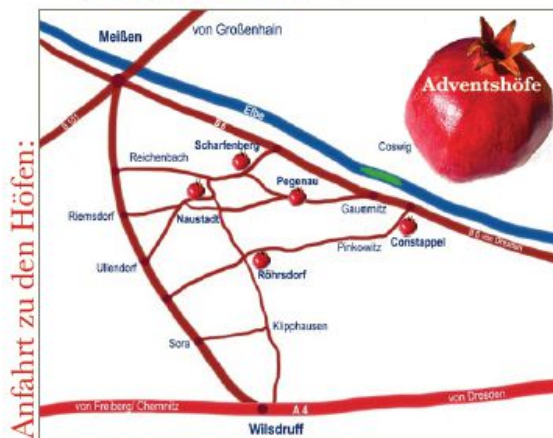 Anfahrt zu den Höfen:
von Großenhain
Meißen
Adventshöfe
B 101
B 6
Elbe
Coswig
Scharfenberg
Reichenbach
Pegenau
Riemsdorf
Naustadt
Gauernitz
Constappel
B 6 von Dresden
Pinkowitz
Ullendorf
Röhrsdorf
Klipphausen
Sora
von Freiberg/ Chemnitz
A 4
von Dresden
Wilsdruff